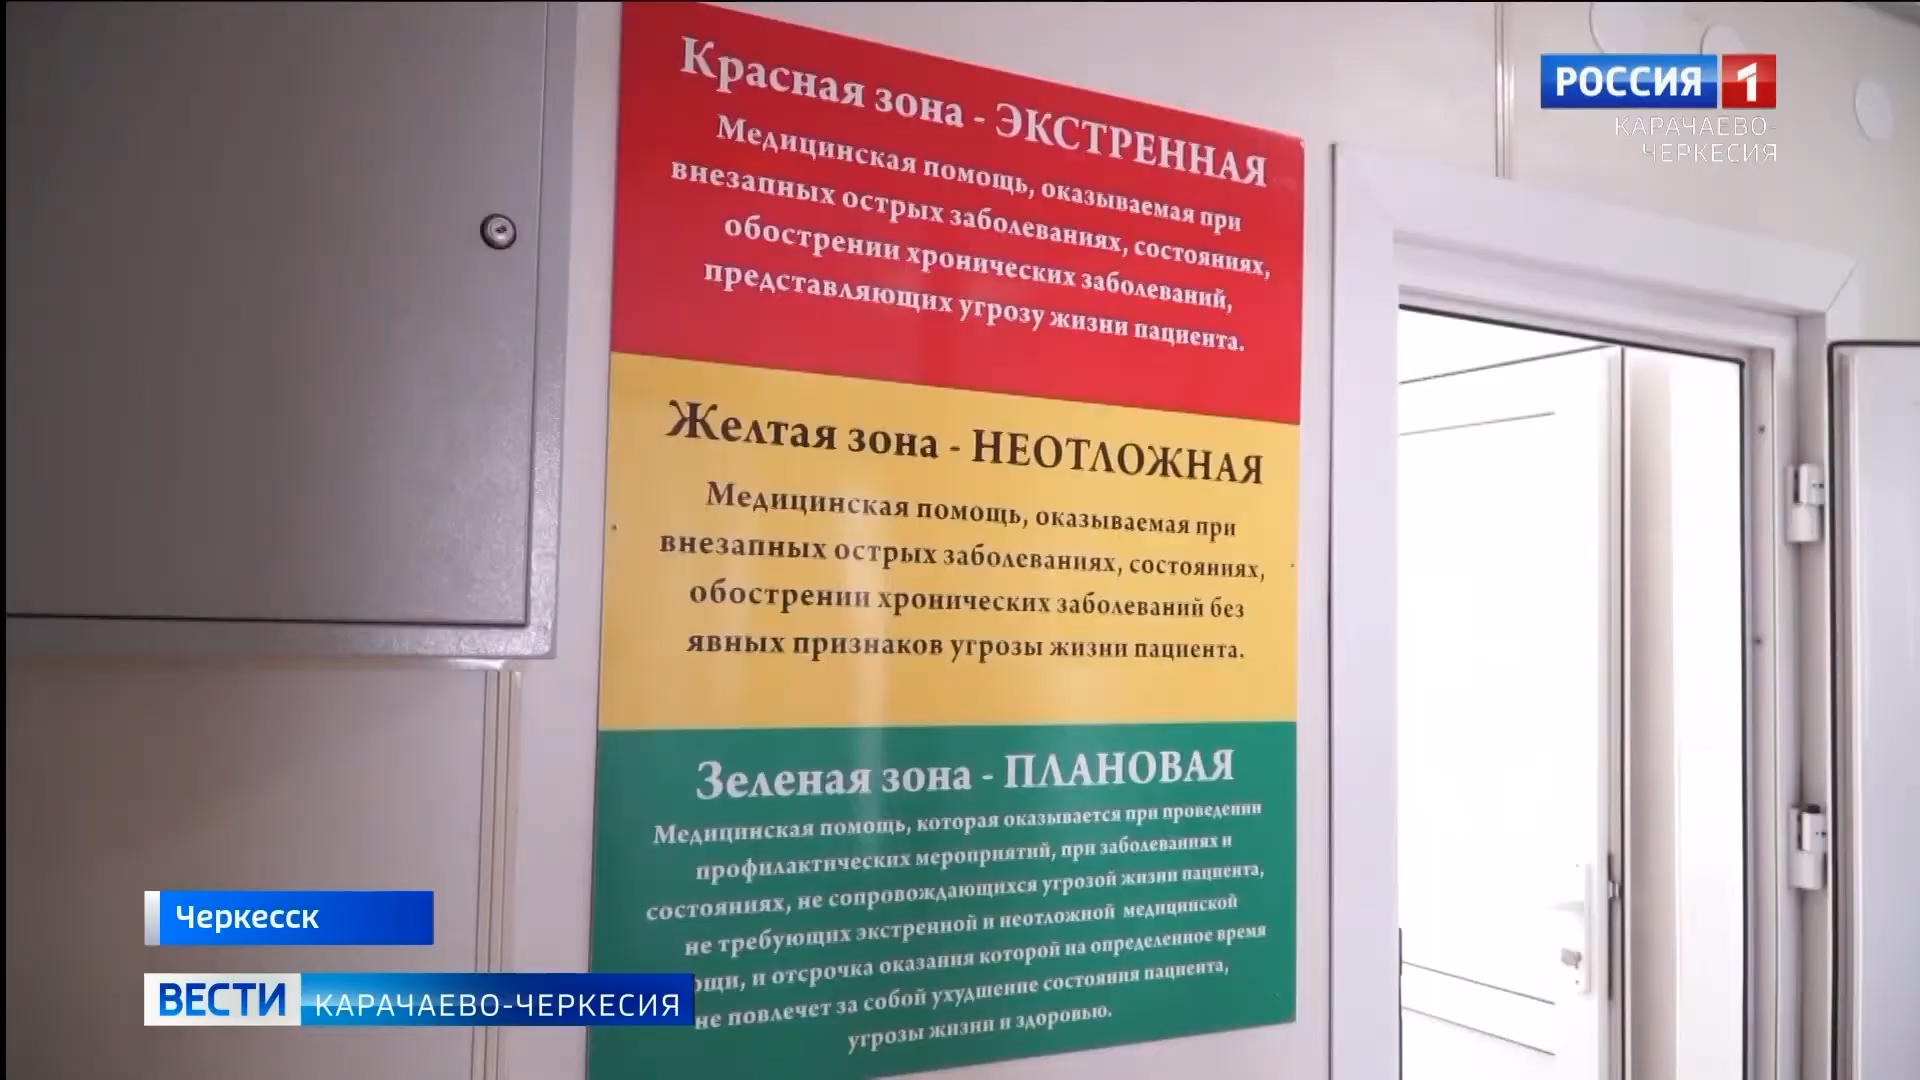 РОССИЯ 1
КАРАЧАЕВО-
ЧЕРКЕСИЯ
Красная зона - ЭКСТРЕННАЯ
Медицинская помощь, оказываемая при
внезапных острых заболеваниях, состояниях,
обострении хронических заболеваний,
представляющих угрозу жизни пациента.
Желтая зона - НЕОТЛОЖНАЯ
Медицинская помощь, оказываемая при
внезапных острых заболеваниях, состояниях,
обострении хронических заболеваний без
явных признаков угрозы жизни пациента.
Зеленая зона - ПЛАНОВАЯ
Медицинская помощь, которая оказывается при проведении
профилактических мероприятий, при заболеваниях и
состояниях, не сопровождающихся угрозой жизни пациента,
не требующих экстренной и неотложной медицинской
и отсрочка оказания которой на определенное время
не повлечет за собой ухудшение состояния пациента,
угрозы жизни и здоровью.
Черкесск
ВЕСТИ КАРАЧАЕВО-ЧЕРКЕСИЯ